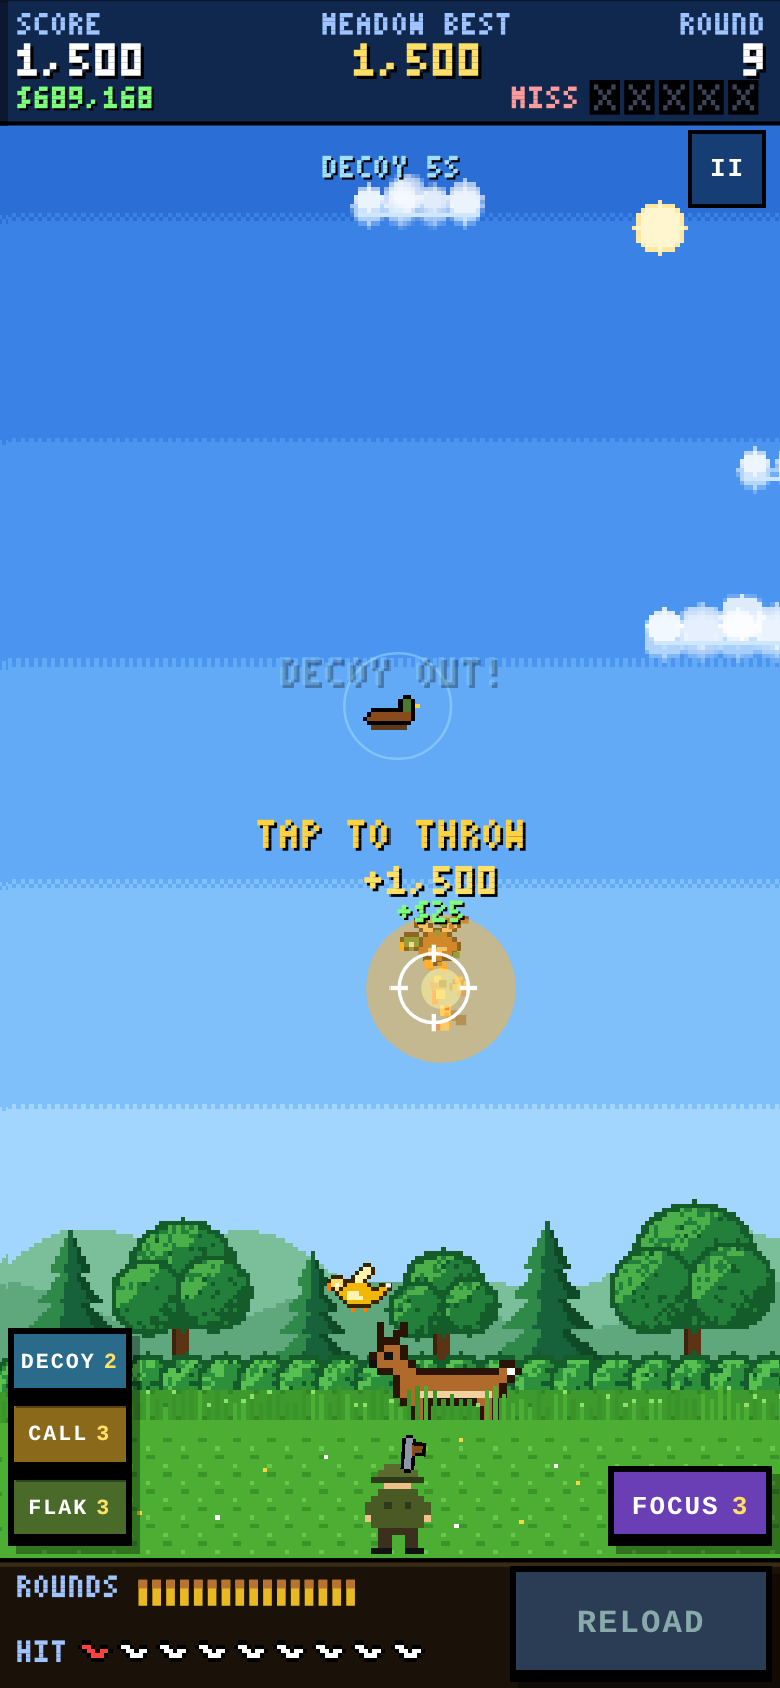 SCORE
1,500
$689,168
MEADOW BEST
1,500
ROUND
9
MISS X X X X X
DECOY 5S
II
DECOY OUT!
TAP TO THROW
+1,500
+$25
DECOY 2
CALL 3
FLAK 3
FOCUS 3
ROUNDS
RELOAD
HIT